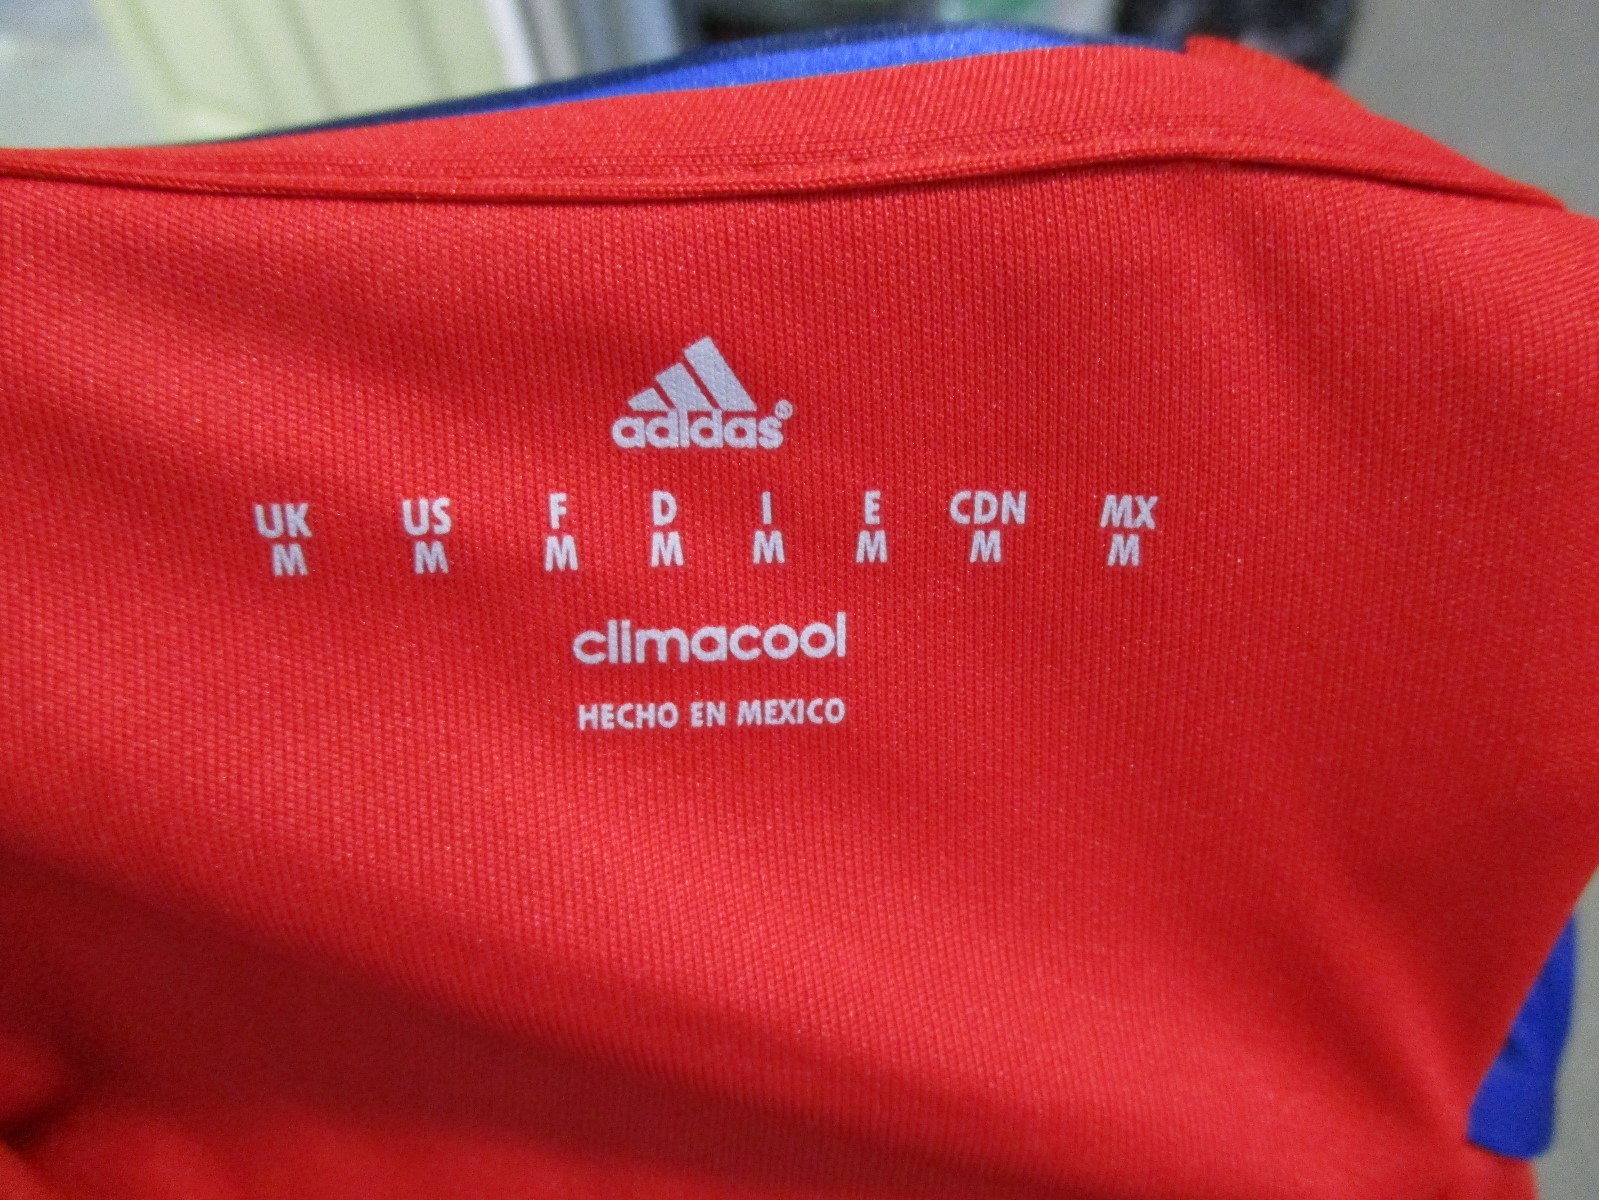 adidas®
UK US F D I E CDN MX
M M M M M M M M
climacool
HECHO EN MEXICO